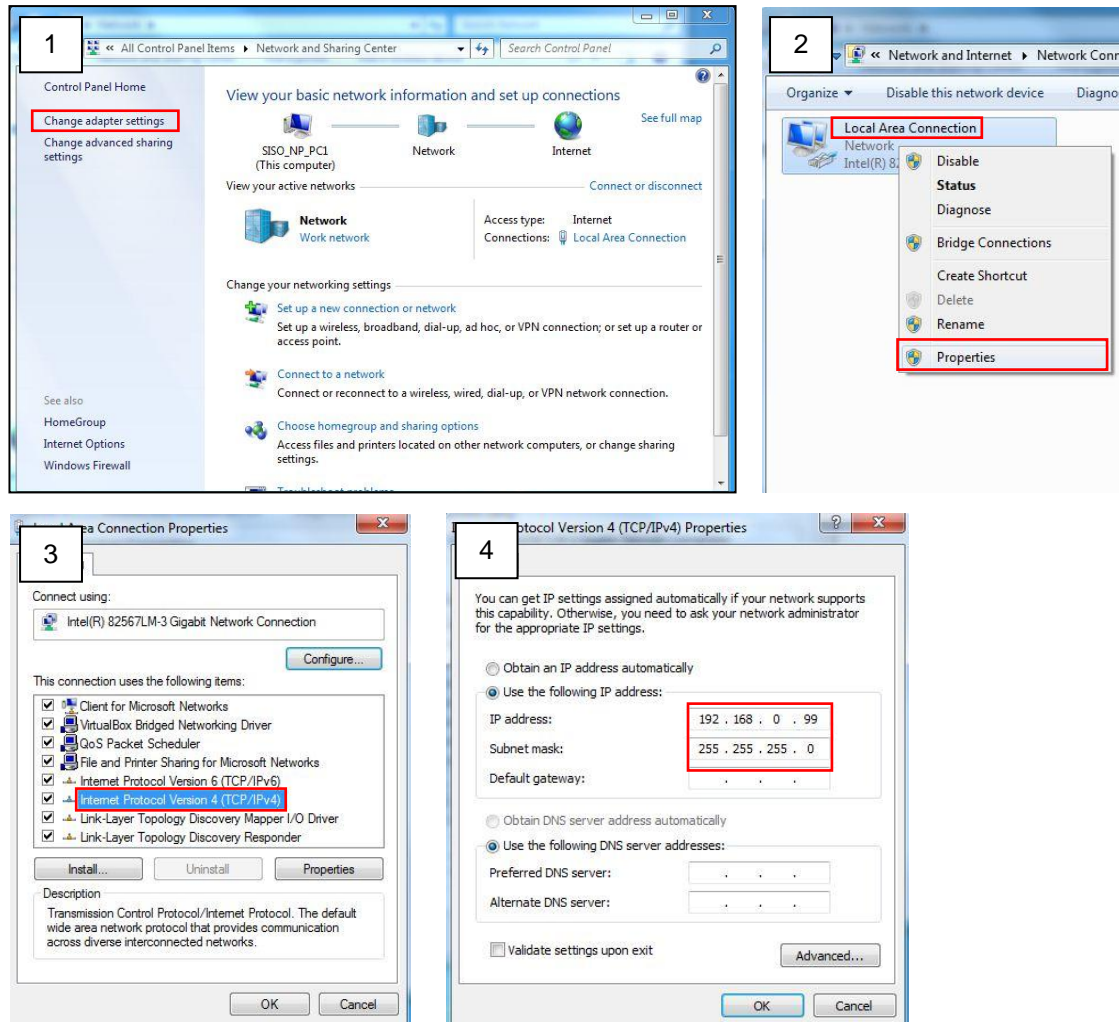 1
« All Control Panel Items ▸ Network and Sharing Center
Search Control Panel
Control Panel Home
Change adapter settings
Change advanced sharing
settings
See also
HomeGroup
Internet Options
Windows Firewall
View your basic network information and set up connections
See full map
SISO_NP_PC1
(This computer)
Network
Internet
View your active networks
Connect or disconnect
Network
Work network
Access type: Internet
Connections: Local Area Connection
Change your networking settings
Set up a new connection or network
Set up a wireless, broadband, dial-up, ad hoc, or VPN connection; or set up a router or
access point.
Connect to a network
Connect or reconnect to a wireless, wired, dial-up, or VPN network connection.
Choose homegroup and sharing options
Access files and printers located on other network computers, or change sharing
settings.
2
« Network and Internet ▸ Network Conn
Organize Disable this network device Diagnos
Local Area Connection
Network
Intel(R) 8
Disable
Status
Diagnose
Bridge Connections
Create Shortcut
Delete
Rename
Properties
3
ea Connection Properties
Connect using:
Intel(R) 82567LM-3 Gigabit Network Connection
Configure...
This connection uses the following items:
Client for Microsoft Networks
VirtualBox Bridged Networking Driver
QoS Packet Scheduler
File and Printer Sharing for Microsoft Networks
Internet Protocol Version 6 (TCP/IPv6)
Internet Protocol Version 4 (TCP/IPv4)
Link-Layer Topology Discovery Mapper I/O Driver
Link-Layer Topology Discovery Responder
Install... Uninstall Properties
Description
Transmission Control Protocol/Internet Protocol. The default
wide area network protocol that provides communication
across diverse interconnected networks.
OK Cancel
4
otocol Version 4 (TCP/IPv4) Properties
You can get IP settings assigned automatically if your network supports
this capability. Otherwise, you need to ask your network administrator
for the appropriate IP settings.
Obtain an IP address automatically
Use the following IP address:
IP address: 192 . 168 . 0 . 99
Subnet mask: 255 . 255 . 255 . 0
Default gateway: . . .
Obtain DNS server address automatically
Use the following DNS server addresses:
Preferred DNS server: . . .
Alternate DNS server: . . .
Validate settings upon exit
Advanced...
OK Cancel